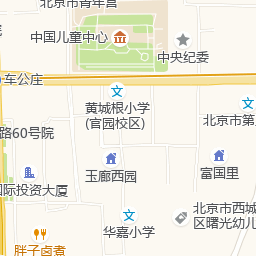 北京市青年宫
院
中国儿童中心
中央纪委
车公庄
黄城根小学
(官园校区)
北京市第
路60号院
玉廊西园
富国里
国际投资大厦
北京市西城
区曙光幼儿
华嘉小学
胖子卤煮